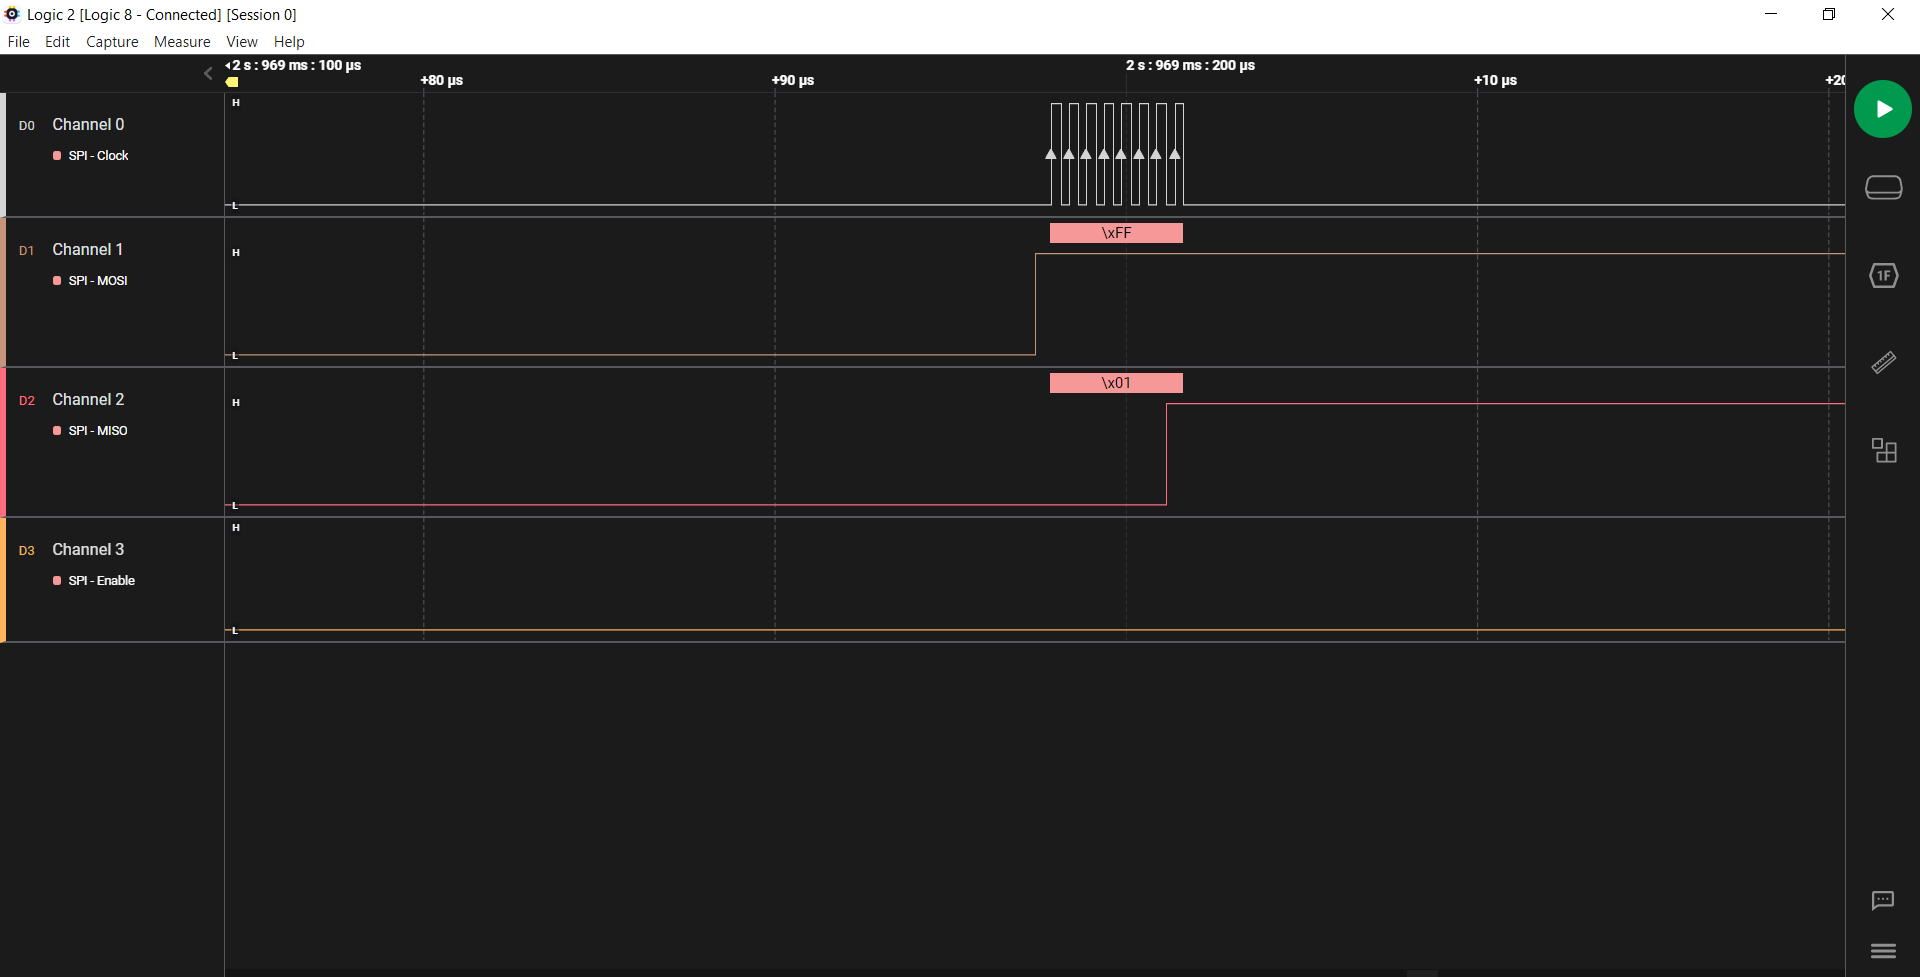 Logic 2 [Logic 8 - Connected] [Session 0]
File Edit Capture Measure View Help
2 s : 969 ms : 100 µs
2 s : 969 ms : 200 µs
+80 µs
+90 µs
+10 µs
+20
D0 Channel 0
SPI - Clock
H
L
D1 Channel 1
SPI - MOSI
H
L
\xFF
D2 Channel 2
SPI - MISO
H
L
\x01
D3 Channel 3
SPI - Enable
H
L
1F